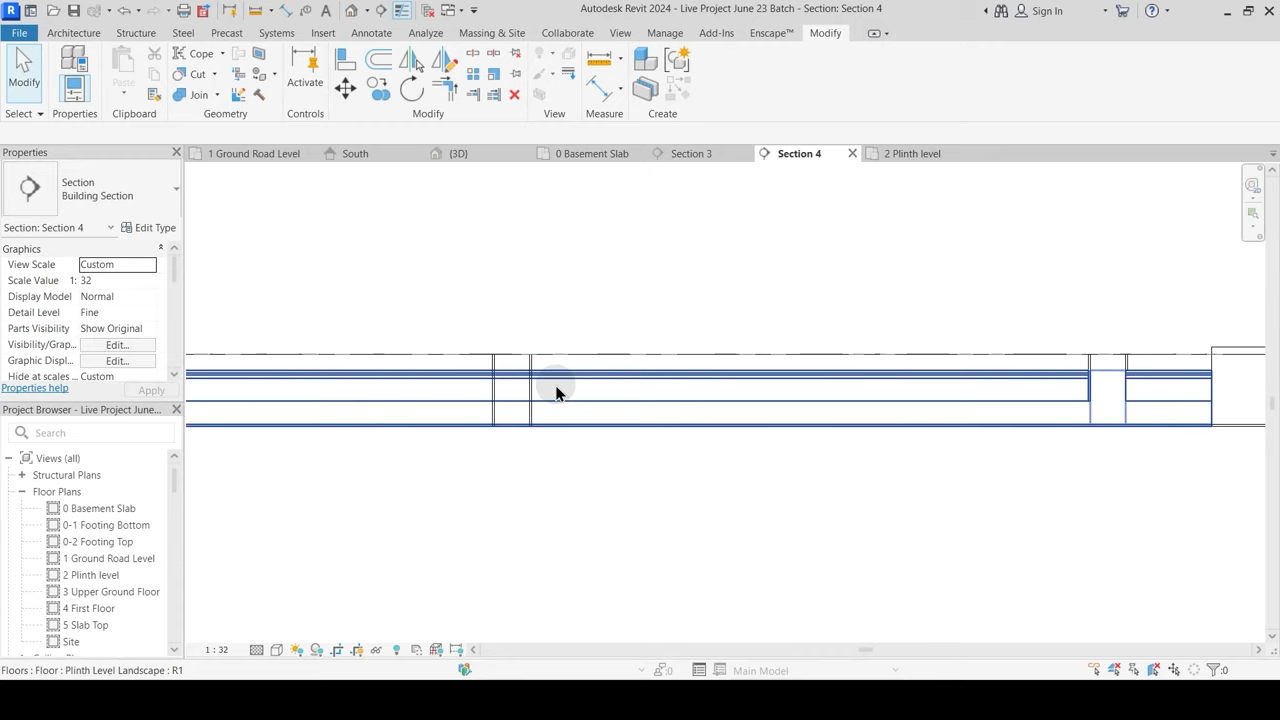 Autodesk Revit 2024 - Live Project June 23 Batch - Section: Section 4
Sign In
File Architecture Structure Steel Precast Systems Insert Annotate Analyze Massing & Site Collaborate View Manage Add-Ins Enscape™ Modify
Modify
Paste
Cope
Cut
Join
Activate
Select Properties Clipboard Geometry Controls Modify View Measure Create
Properties
1 Ground Road Level
South
{3D}
0 Basement Slab
Section 3
Section 4
2 Plinth level
Section
Building Section
Section: Section 4
Edit Type
Graphics
View Scale Custom
Scale Value 1: 32
Display Model Normal
Detail Level Fine
Parts Visibility Show Original
Visibility/Grap... Edit...
Graphic Displ... Edit...
Hide at scales ... Custom
Properties help
Apply
Project Browser - Live Project June...
Search
Views (all)
Structural Plans
Floor Plans
0 Basement Slab
0-1 Footing Bottom
0-2 Footing Top
1 Ground Road Level
2 Plinth level
3 Upper Ground Floor
4 First Floor
5 Slab Top
Site
1 : 32
Floors : Floor : Plinth Level Landscape : R1
:0
Main Model
:0